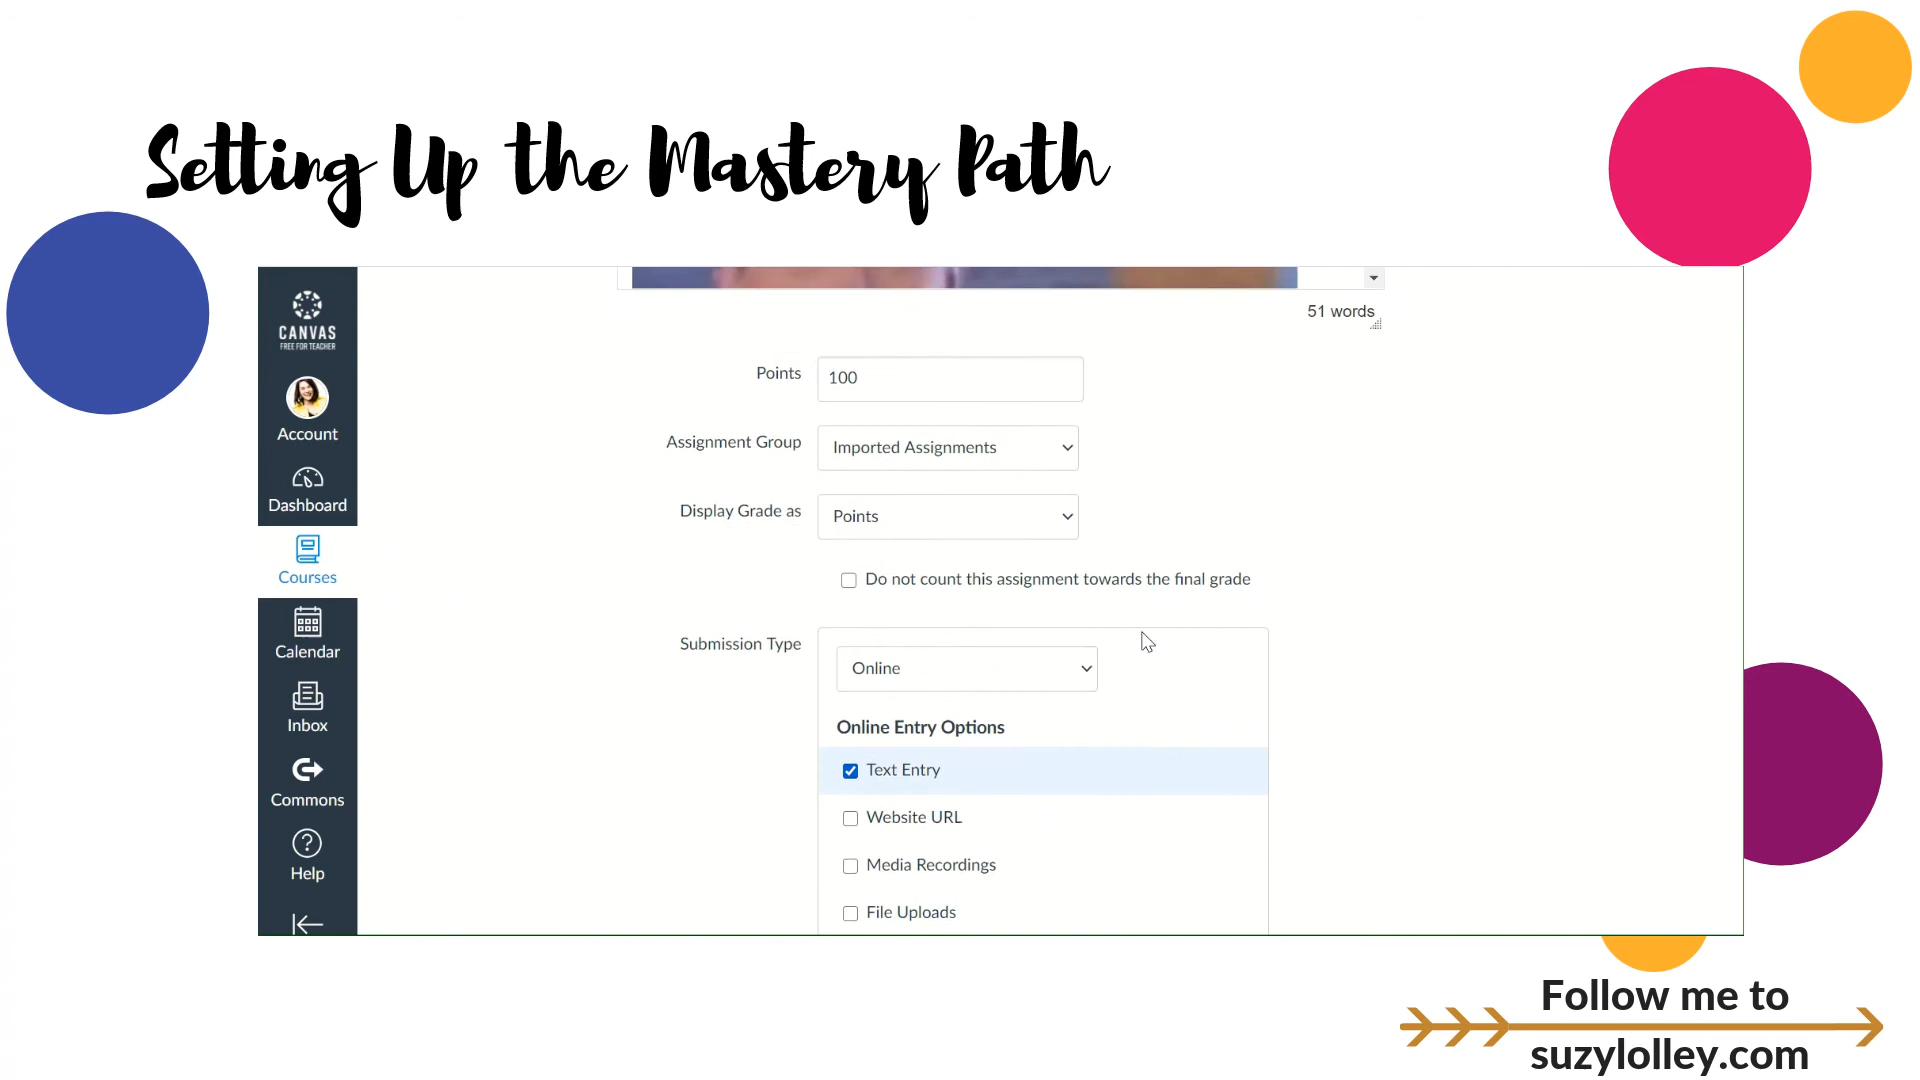 Setting Up the Mastery Path
51 words
CANVAS
FREE FOR TEACHER
Account
Dashboard
Courses
Calendar
Inbox
Commons
Help
Points 100
Assignment Group Imported Assignments
Display Grade as Points
Do not count this assignment towards the final grade
Submission Type Online
Online Entry Options
Text Entry
Website URL
Media Recordings
File Uploads
Follow me to
suzylolley.com